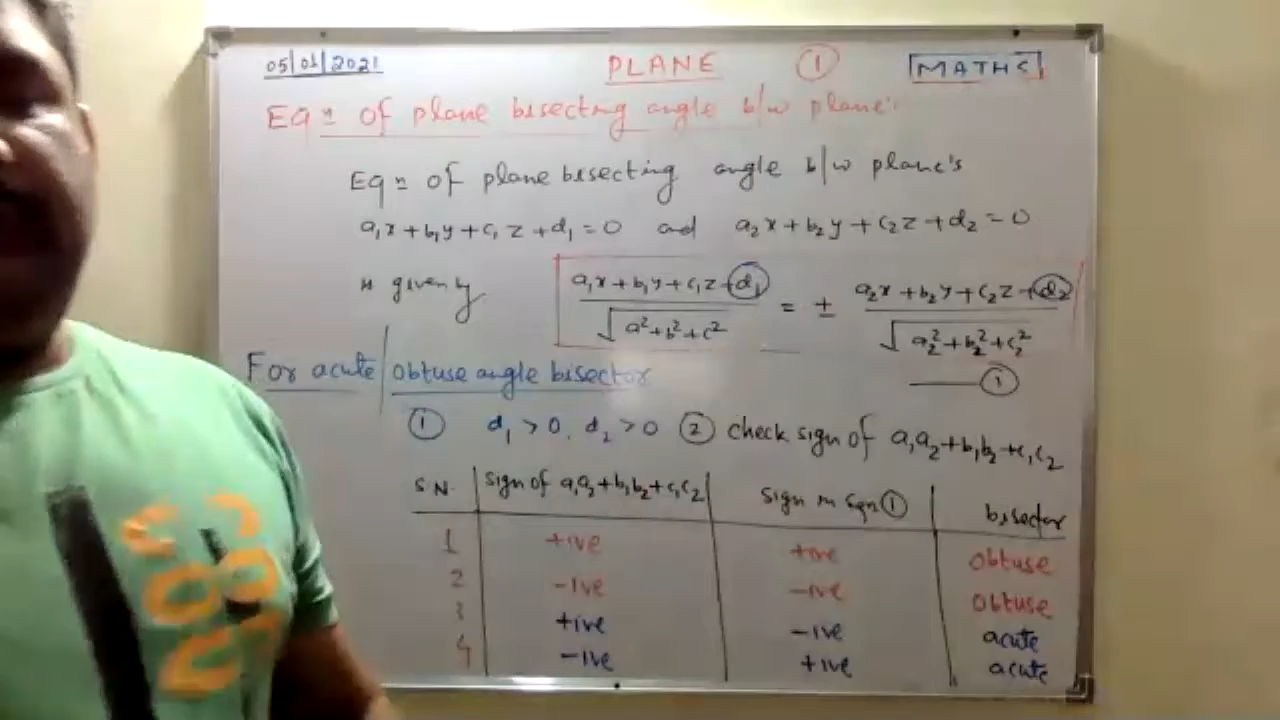 05/01/2021 PLANE ① MATHS
Eqⁿ Of plane bisecting angle b/w plane's
Eqⁿ Of plane bisecting angle b/w plane's
a₁x + b₁y + c₁z + d₁ = 0 and a₂x + b₂y + c₂z + d₂ = 0
is given by (a₁x + b₁y + c₁z + d₁)/√(a² + b² + c²) = ± (a₂x + b₂y + c₂z + d₂)/√(a₂² + b₂² + c₂²)
—①
For acute/obtuse angle bisector
① d₁ > 0, d₂ > 0 ② check sign of a₁a₂ + b₁b₂ + c₁c₂
S.N. sign of a₁a₂ + b₁b₂ + c₁c₂ sign in eqn ① bisector
1 +ive +ive Obtuse
2 -ive -ive Obtuse
3 +ive -ive acute
4 -ive +ive acute